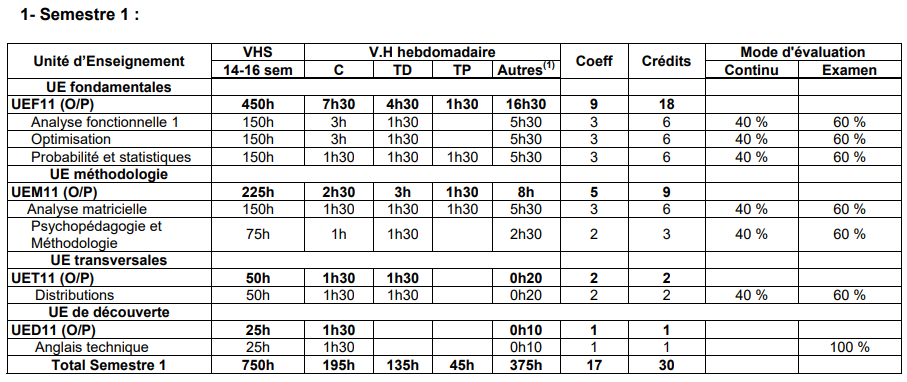 1- Semestre 1 :
Unité d'Enseignement VHS V.H hebdomadaire Coeff Crédits Mode d'évaluation
14-16 sem C TD TP Autres(1) Continu Examen
UE fondamentales
UEF11 (O/P) 450h 7h30 4h30 1h30 16h30 9 18
Analyse fonctionnelle 1 150h 3h 1h30 5h30 3 6 40 % 60 %
Optimisation 150h 3h 1h30 5h30 3 6 40 % 60 %
Probabilité et statistiques 150h 1h30 1h30 1h30 5h30 3 6 40 % 60 %
UE méthodologie
UEM11 (O/P) 225h 2h30 3h 1h30 8h 5 9
Analyse matricielle 150h 1h30 1h30 1h30 5h30 3 6 40 % 60 %
Psychopédagogie et
Méthodologie 75h 1h 1h30 2h30 2 3 40 % 60 %
UE transversales
UET11 (O/P) 50h 1h30 1h30 0h20 2 2
Distributions 50h 1h30 1h30 0h20 2 2 40 % 60 %
UE de découverte
UED11 (O/P) 25h 1h30 0h10 1 1
Anglais technique 25h 1h30 0h10 1 1 100 %
Total Semestre 1 750h 195h 135h 45h 375h 17 30